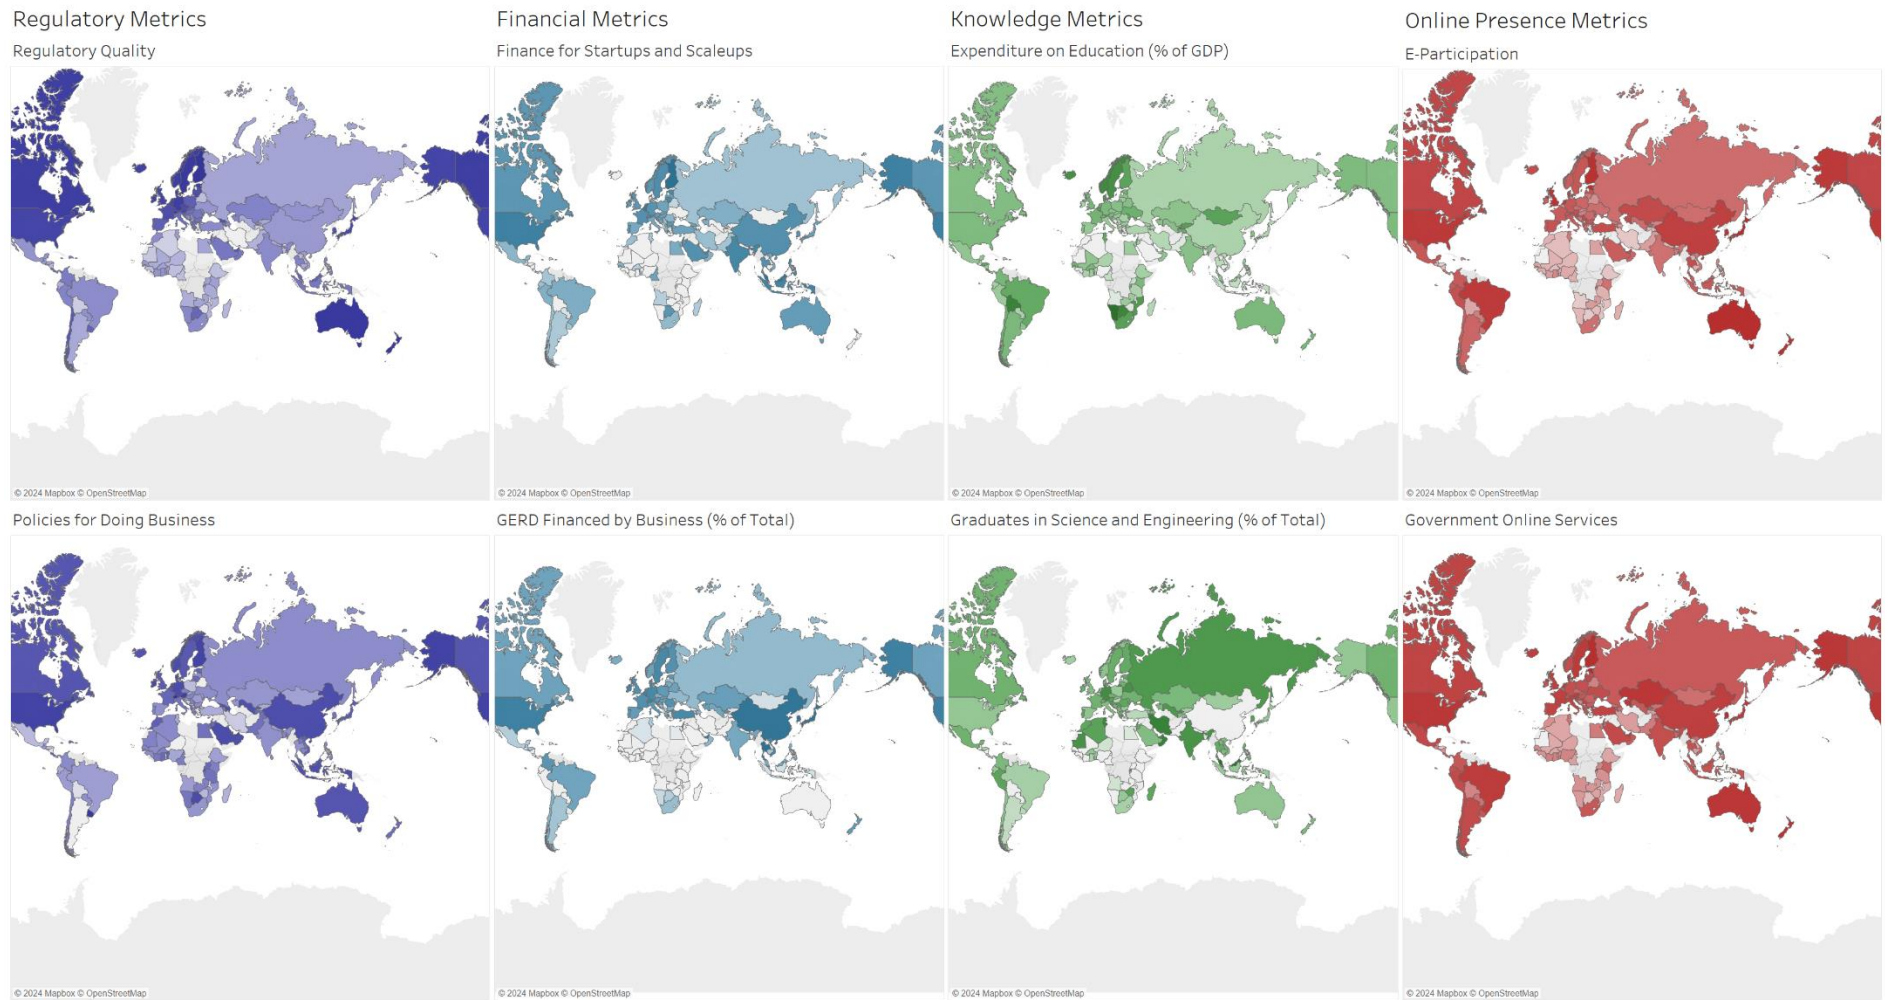 Regulatory Metrics
Financial Metrics
Knowledge Metrics
Online Presence Metrics
Regulatory Quality
Finance for Startups and Scaleups
Expenditure on Education (% of GDP)
E-Participation
© 2024 Mapbox © OpenStreetMap
© 2024 Mapbox © OpenStreetMap
© 2024 Mapbox © OpenStreetMap
© 2024 Mapbox © OpenStreetMap
Policies for Doing Business
GERD Financed by Business (% of Total)
Graduates in Science and Engineering (% of Total)
Government Online Services
© 2024 Mapbox © OpenStreetMap
© 2024 Mapbox © OpenStreetMap
© 2024 Mapbox © OpenStreetMap
© 2024 Mapbox © OpenStreetMap